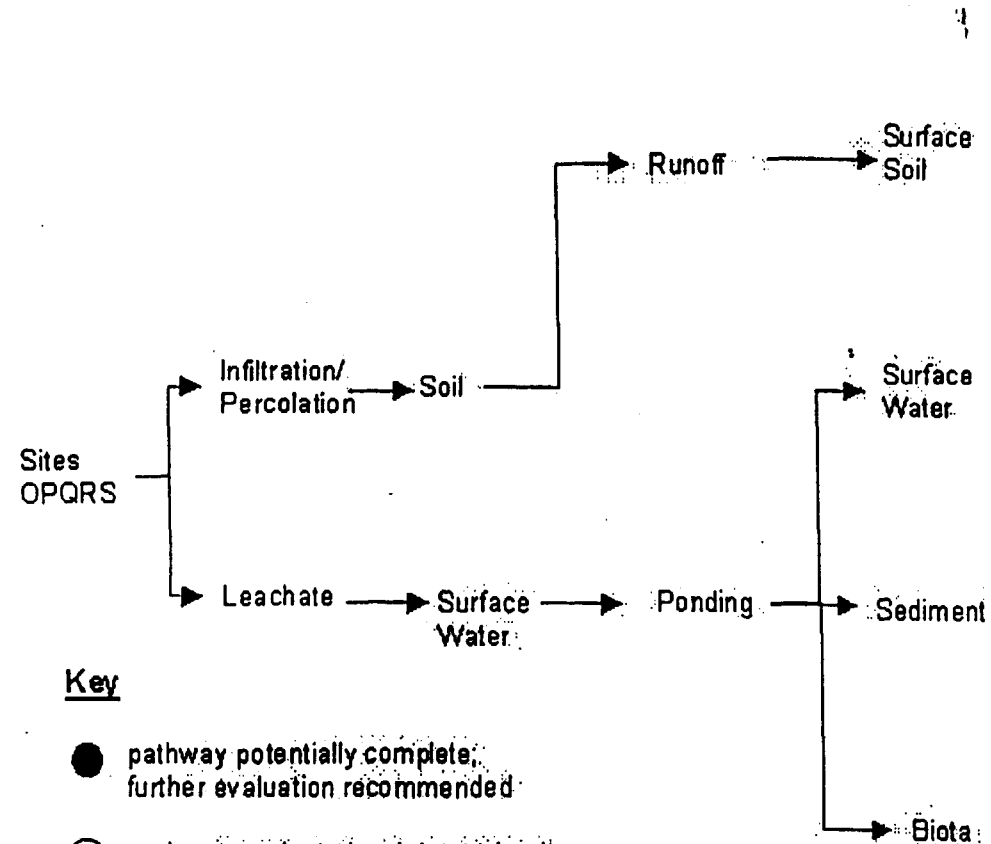 Surface
Soil
Runoff
Infiltration/
Percolation
Soil
Surface
Water
Sites
OPQRS
Leachate
Surface
Water
Ponding
Sediment
Key
pathway potentially complete;
further evaluation recommended
Biota